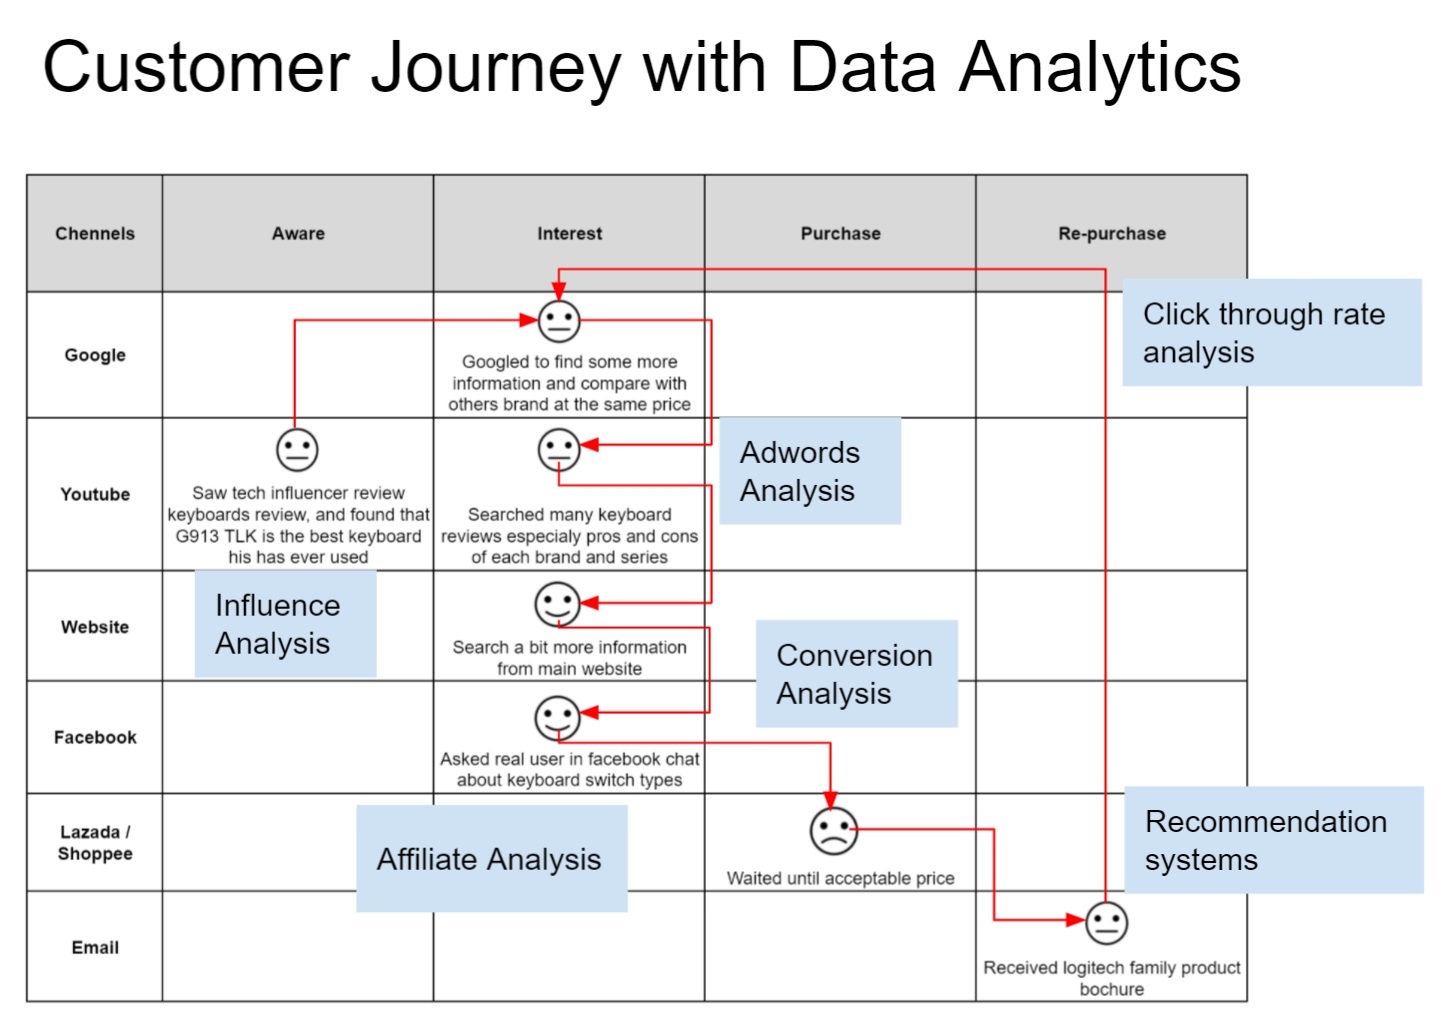 Customer Journey with Data Analytics
Chennels
Aware
Interest
Purchase
Re-purchase
Google
Googled to find some more
information and compare with
others brand at the same price
Click through rate
analysis
Youtube
Saw tech influencer review
keyboards review, and found that
G913 TLK is the best keyboard
his has ever used
Searched many keyboard
reviews especialy pros and cons
of each brand and series
Adwords
Analysis
Website
Influence
Analysis
Search a bit more information
from main website
Conversion
Analysis
Facebook
Asked real user in facebook chat
about keyboard switch types
Lazada /
Shoppee
Affiliate Analysis
Waited until acceptable price
Recommendation
systems
Email
Received logitech family product
bochure